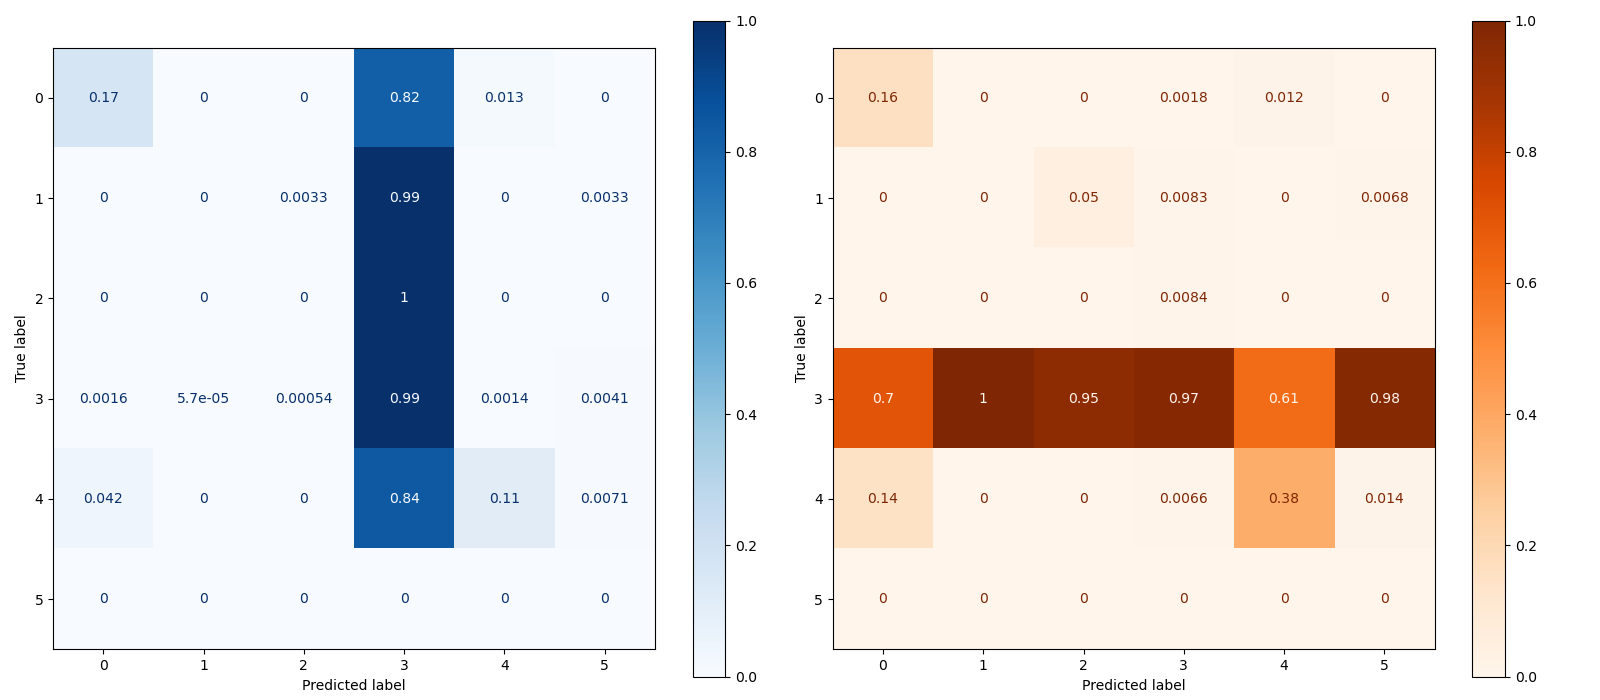 1.0 1.0
0 0.17 0 0 0.82 0.013 0 0 0.16 0 0 0.0018 0.012 0
0.8 0.8
1 0 0 0.0033 0.99 0 0.0033 1 0 0 0.05 0.0083 0 0.0068
0.6 0.6
2 0 0 0 1 0 0 2 0 0 0 0.0084 0 0
True label True label
3 0.0016 5.7e-05 0.00054 0.99 0.0014 0.0041 3 0.7 1 0.95 0.97 0.61 0.98
0.4 0.4
4 0.042 0 0 0.84 0.11 0.0071 4 0.14 0 0 0.0066 0.38 0.014
0.2 0.2
5 0 0 0 0 0 0 5 0 0 0 0 0 0
0 1 2 3 4 5 0 1 2 3 4 5
0.0 0.0
Predicted label Predicted label